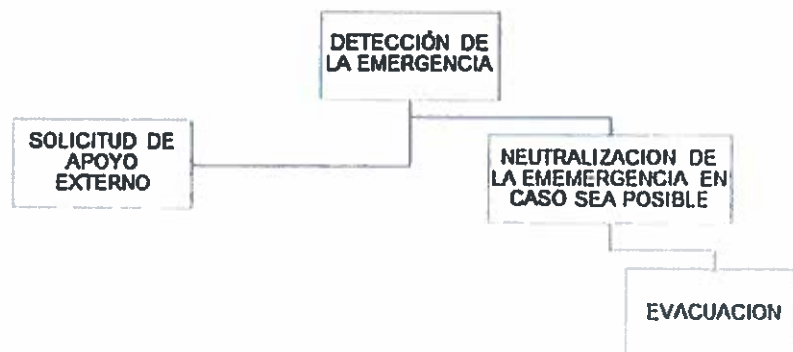 DETECCIÓN DE
LA EMERGENCIA
SOLICITUD DE
APOYO
EXTERNO
NEUTRALIZACION DE
LA EMEMERGENCIA EN
CASO SEA POSIBLE
EVACUACION